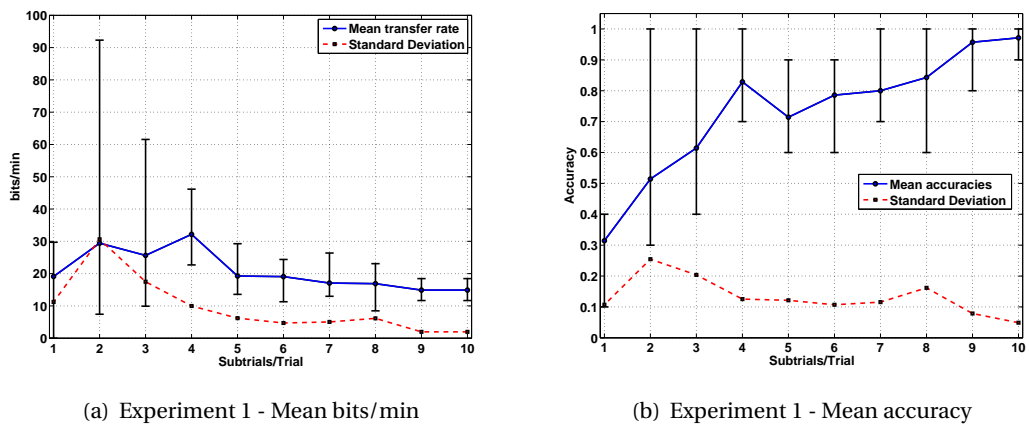 100
90
80
70
60
50
40
30
20
10
0
bits/min
Mean transfer rate
Standard Deviation
1 2 3 4 5 6 7 8 9 10
Subtrials/Trial
(a) Experiment 1 - Mean bits/min
1
0.9
0.8
0.7
0.6
0.5
0.4
0.3
0.2
0.1
0
Accuracy
Mean accuracies
Standard Deviation
1 2 3 4 5 6 7 8 9 10
Subtrials/Trial
(b) Experiment 1 - Mean accuracy